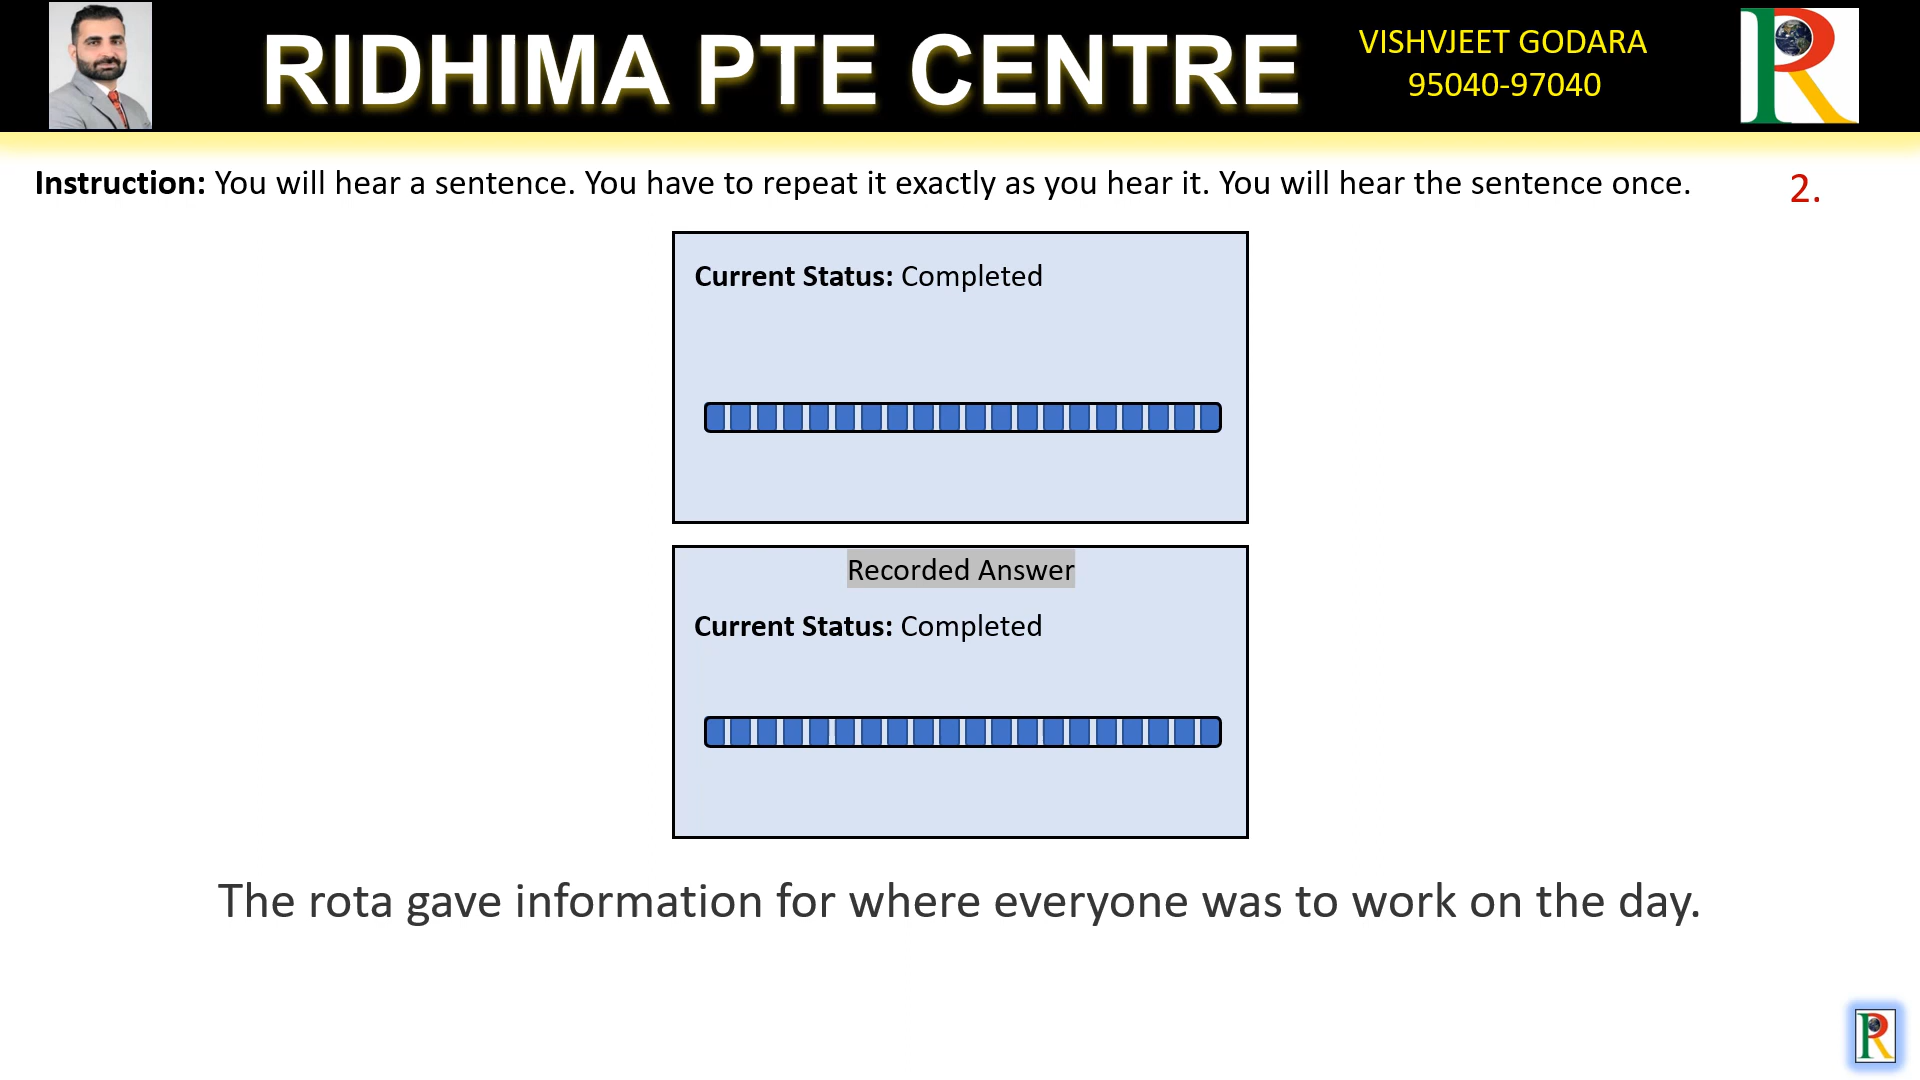 RIDHIMA PTE CENTRE
VISHVJEET GODARA
95040-97040
Instruction: You will hear a sentence. You have to repeat it exactly as you hear it. You will hear the sentence once.
2.
Current Status: Completed
Recorded Answer
Current Status: Completed
The rota gave information for where everyone was to work on the day.